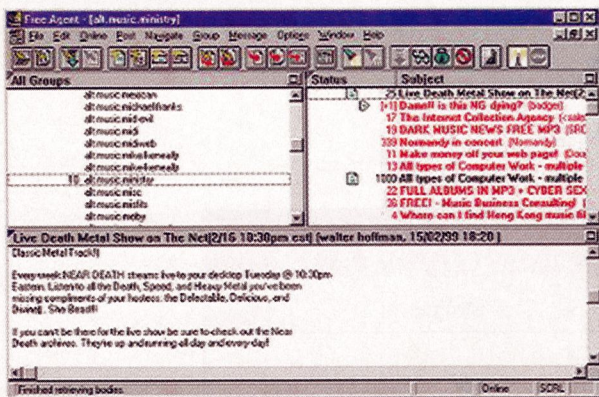 Free Agent - [alt.music.ministry]
File Edit Online Post Navigate Group Message Options Window Help
All Groups
alt.music.mexican
alt.music.michaelfranks
alt.music.mid-evil
alt.music.midi
alt.music.midweb
alt.music.mike-keneally
alt.music.mike.keneally
10 alt.music.ministry
alt.music.misc
alt.music.misfits
alt.music.moby
Status Subject
25 Live Death Metal Show on The Net[2/
[+1] Damn!! is this NG dying? (badger)
17 The Internet Collection Agency
19 DARK MUSIC NEWS FREE MP3 (SRC
339 Normandy in concert (Normandy)
11 Make money off your web page!
13 All types of Computer Work - multiple
1000 All types of Computer Work - multiple
22 FULL ALBUMS IN MP3 + CYBER SEX
36 FREE! - Music Business Consulting!
4 Where can I find Hong Kong music
Live Death Metal Show on The Net[2/16 10:30pm est] (walter hoffman, 15/02/99 18:20 )
Classic Metal Track!)
Every week NEAR DEATH streams live to your desktop Tuesday @ 10:30pm
Eastern. Listen to all the Death, Speed, and Heavy Metal you've been
missing compliments of your hostess, the Delectable, Delicious, and
She Beast!!
If you can't be there for the live show be sure to check out the Near
Death archives. They're up and running all day and every day!
Finished retrieving bodies.
Online SCRL